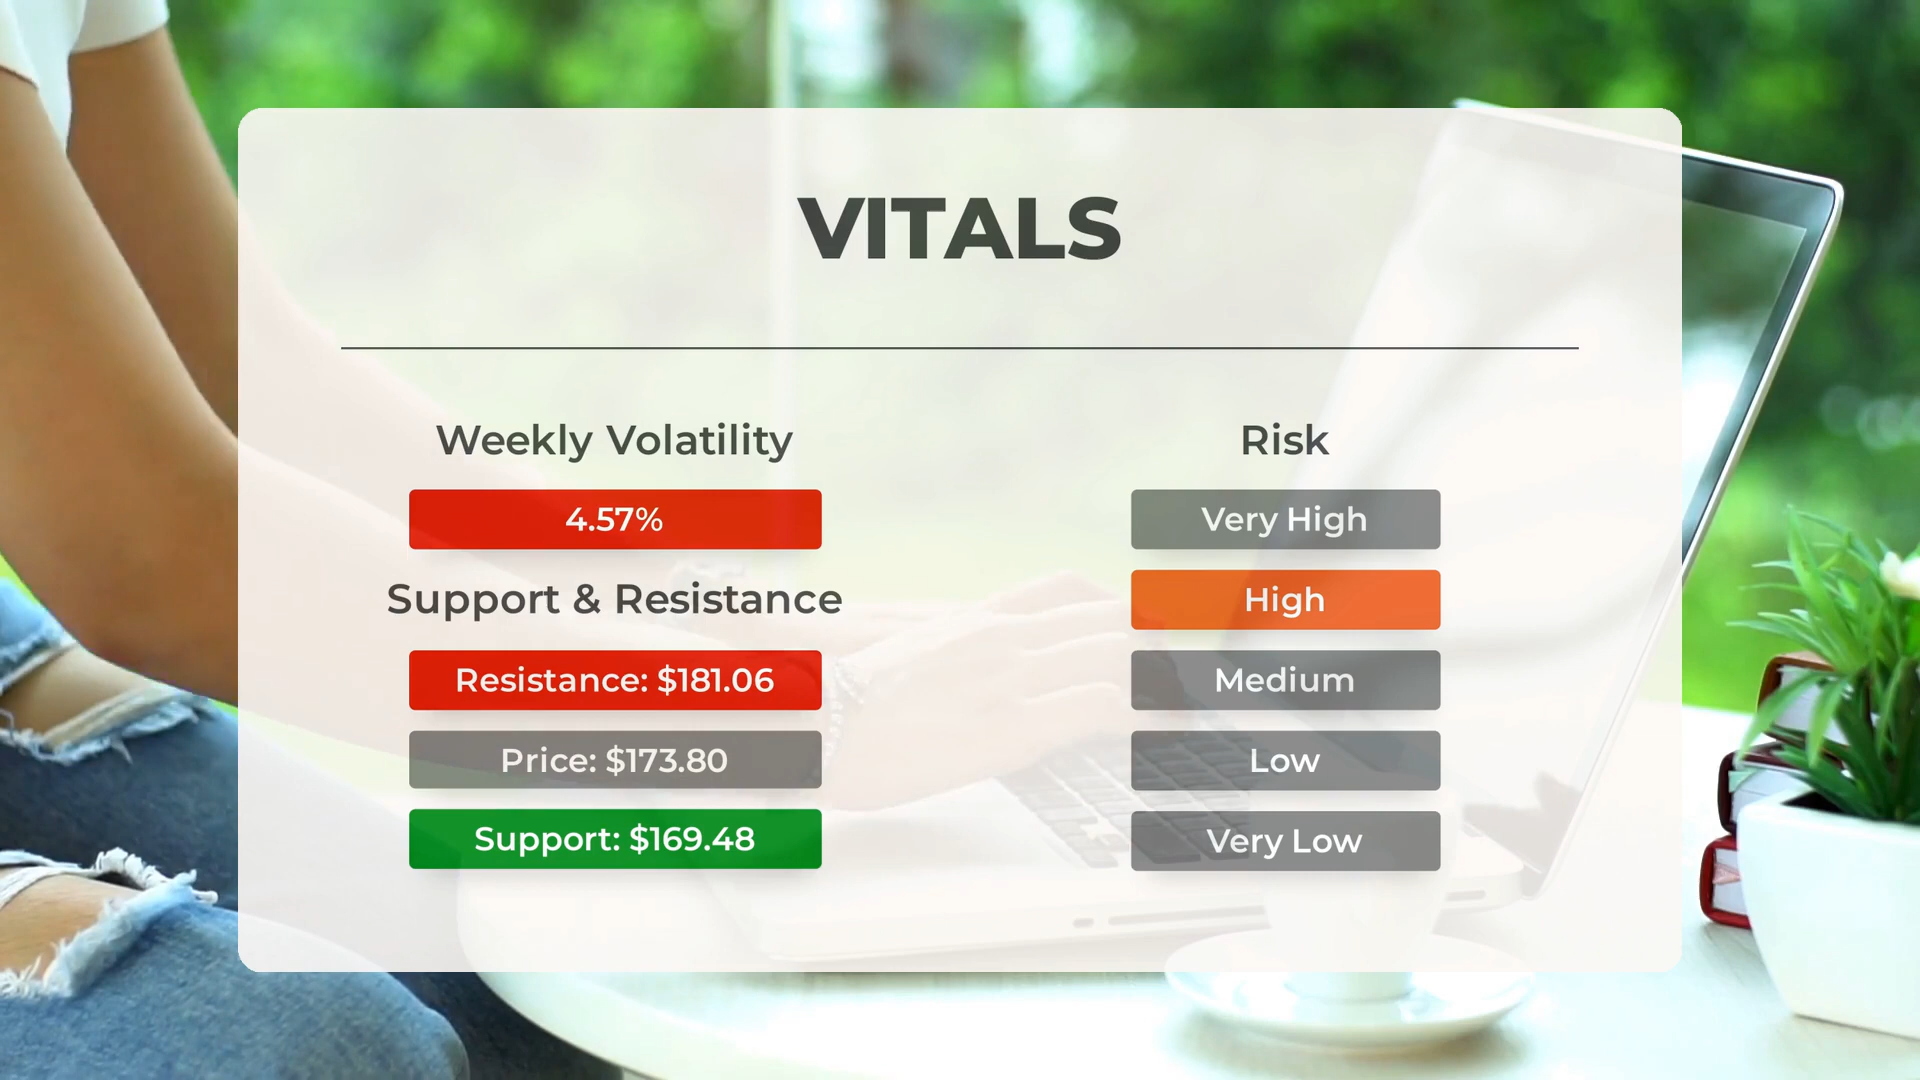 VITALS
Weekly Volatility
4.57%
Support & Resistance
Resistance: $181.06
Price: $173.80
Support: $169.48
Risk
Very High
High
Medium
Low
Very Low